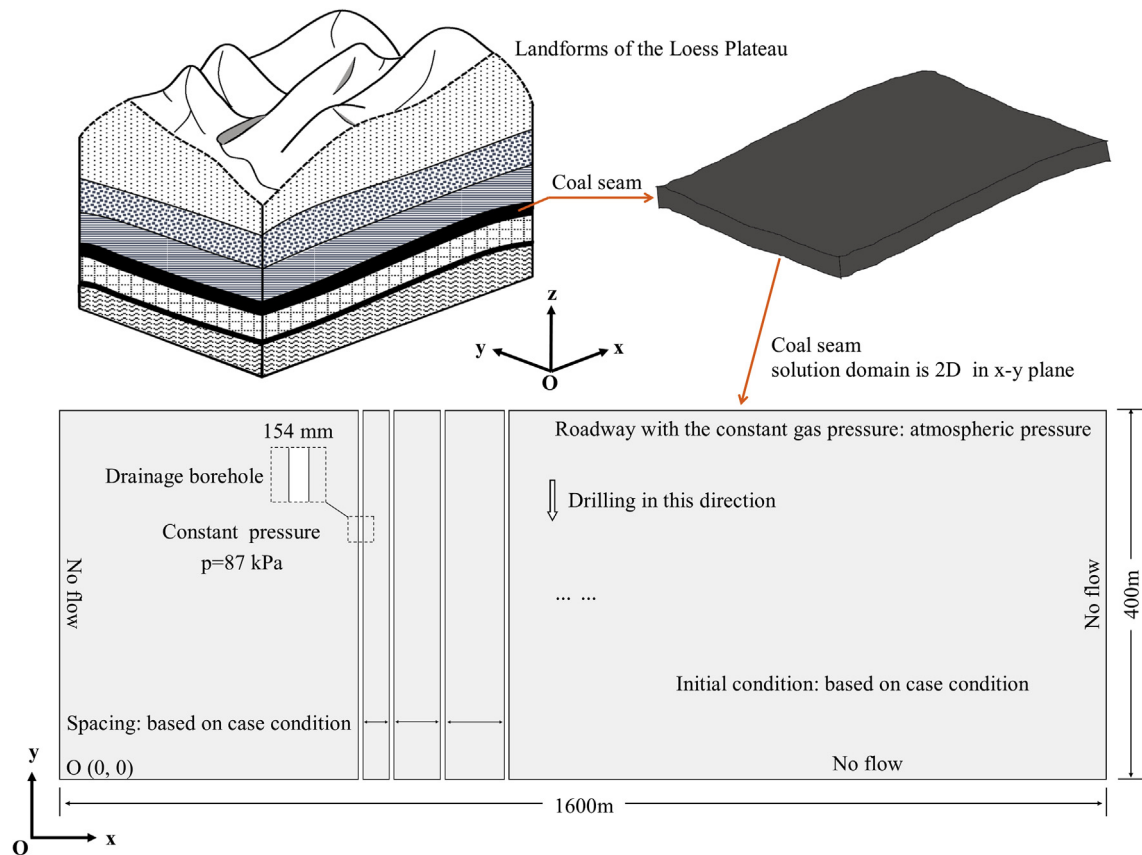 Landforms of the Loess Plateau
Coal seam
z
y
x
O
Coal seam
solution domain is 2D in x-y plane
154 mm
Drainage borehole
Constant pressure
p=87 kPa
Roadway with the constant gas pressure: atmospheric pressure
Drilling in this direction
No flow
... ...
No flow
400m
Initial condition: based on case condition
Spacing: based on case condition
O (0, 0)
No flow
y
1600m
x
O